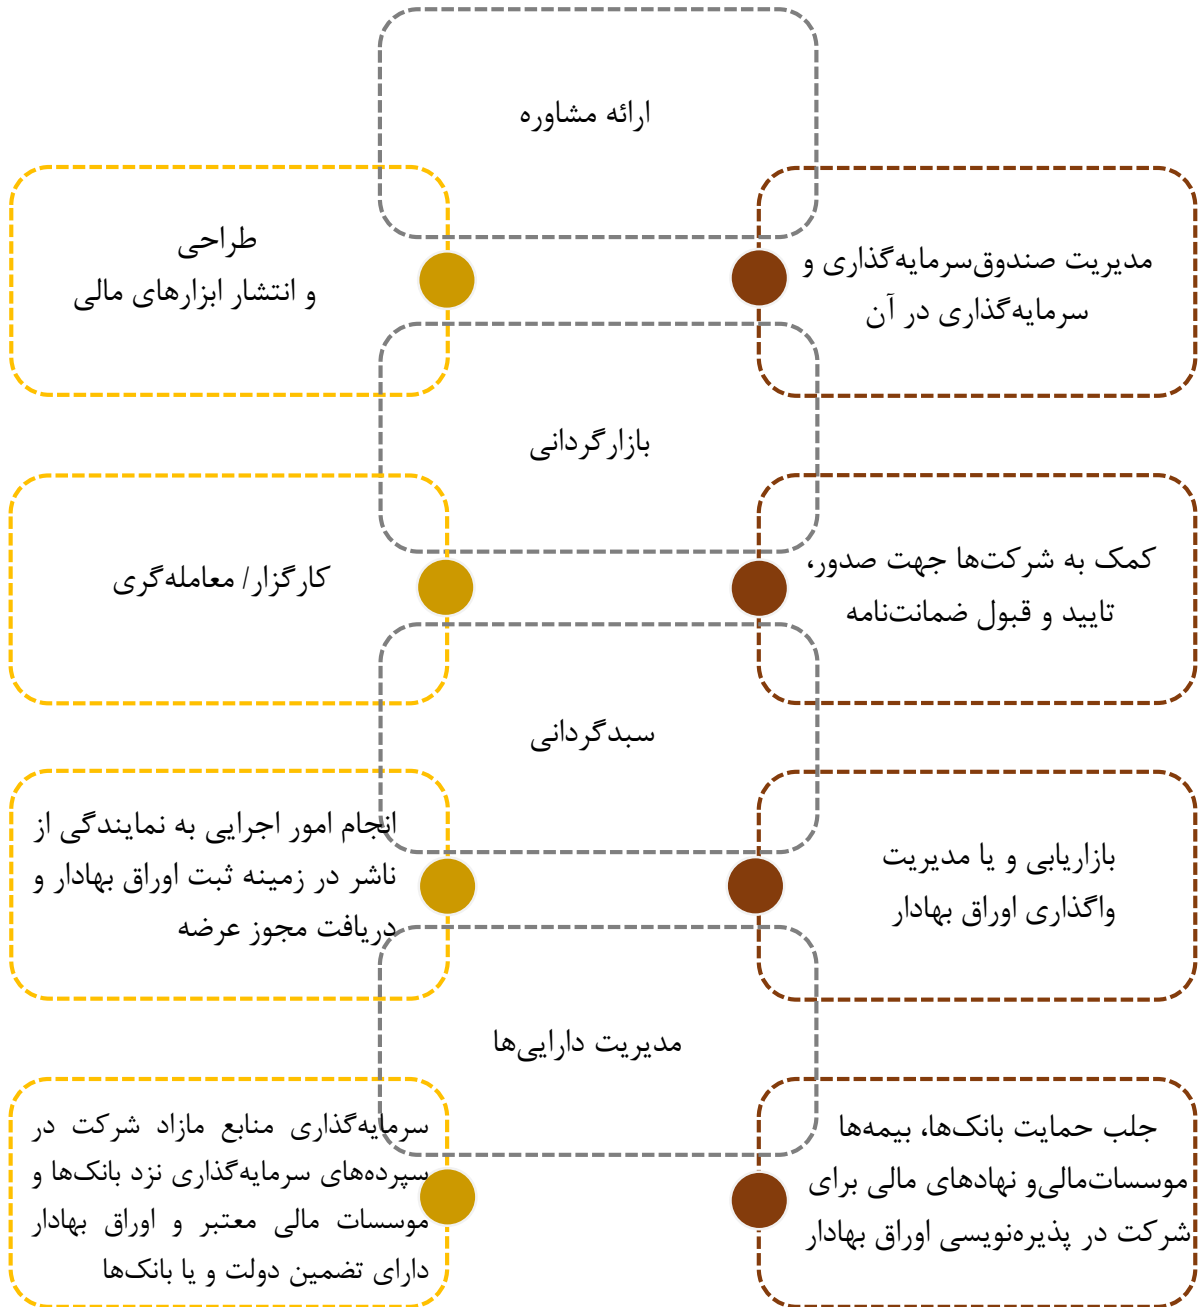 ارائه مشاوره
مدیریت صندوق‌سرمایه‌گذاری و
سرمایه‌گذاری در آن
طراحی
و انتشار ابزارهای مالی
بازارگردانی
کمک به شرکت‌ها جهت صدور،
تایید و قبول ضمانت‌نامه
کارگزار/ معامله‌گری
سبدگردانی
بازاریابی و یا مدیریت
واگذاری اوراق بهادار
انجام امور اجرایی به نمایندگی از
ناشر در زمینه ثبت اوراق بهادار و
دریافت مجوز عرضه
مدیریت دارایی‌ها
جلب حمایت بانک‌ها، بیمه‌ها
موسسات‌مالی‌و نهادهای مالی برای
شرکت در پذیره‌نویسی اوراق بهادار
سرمایه‌گذاری منابع مازاد شرکت در
سپرده‌های سرمایه‌گذاری نزد بانک‌ها و
موسسات مالی معتبر و اوراق بهادار
دارای تضمین دولت و یا بانک‌ها